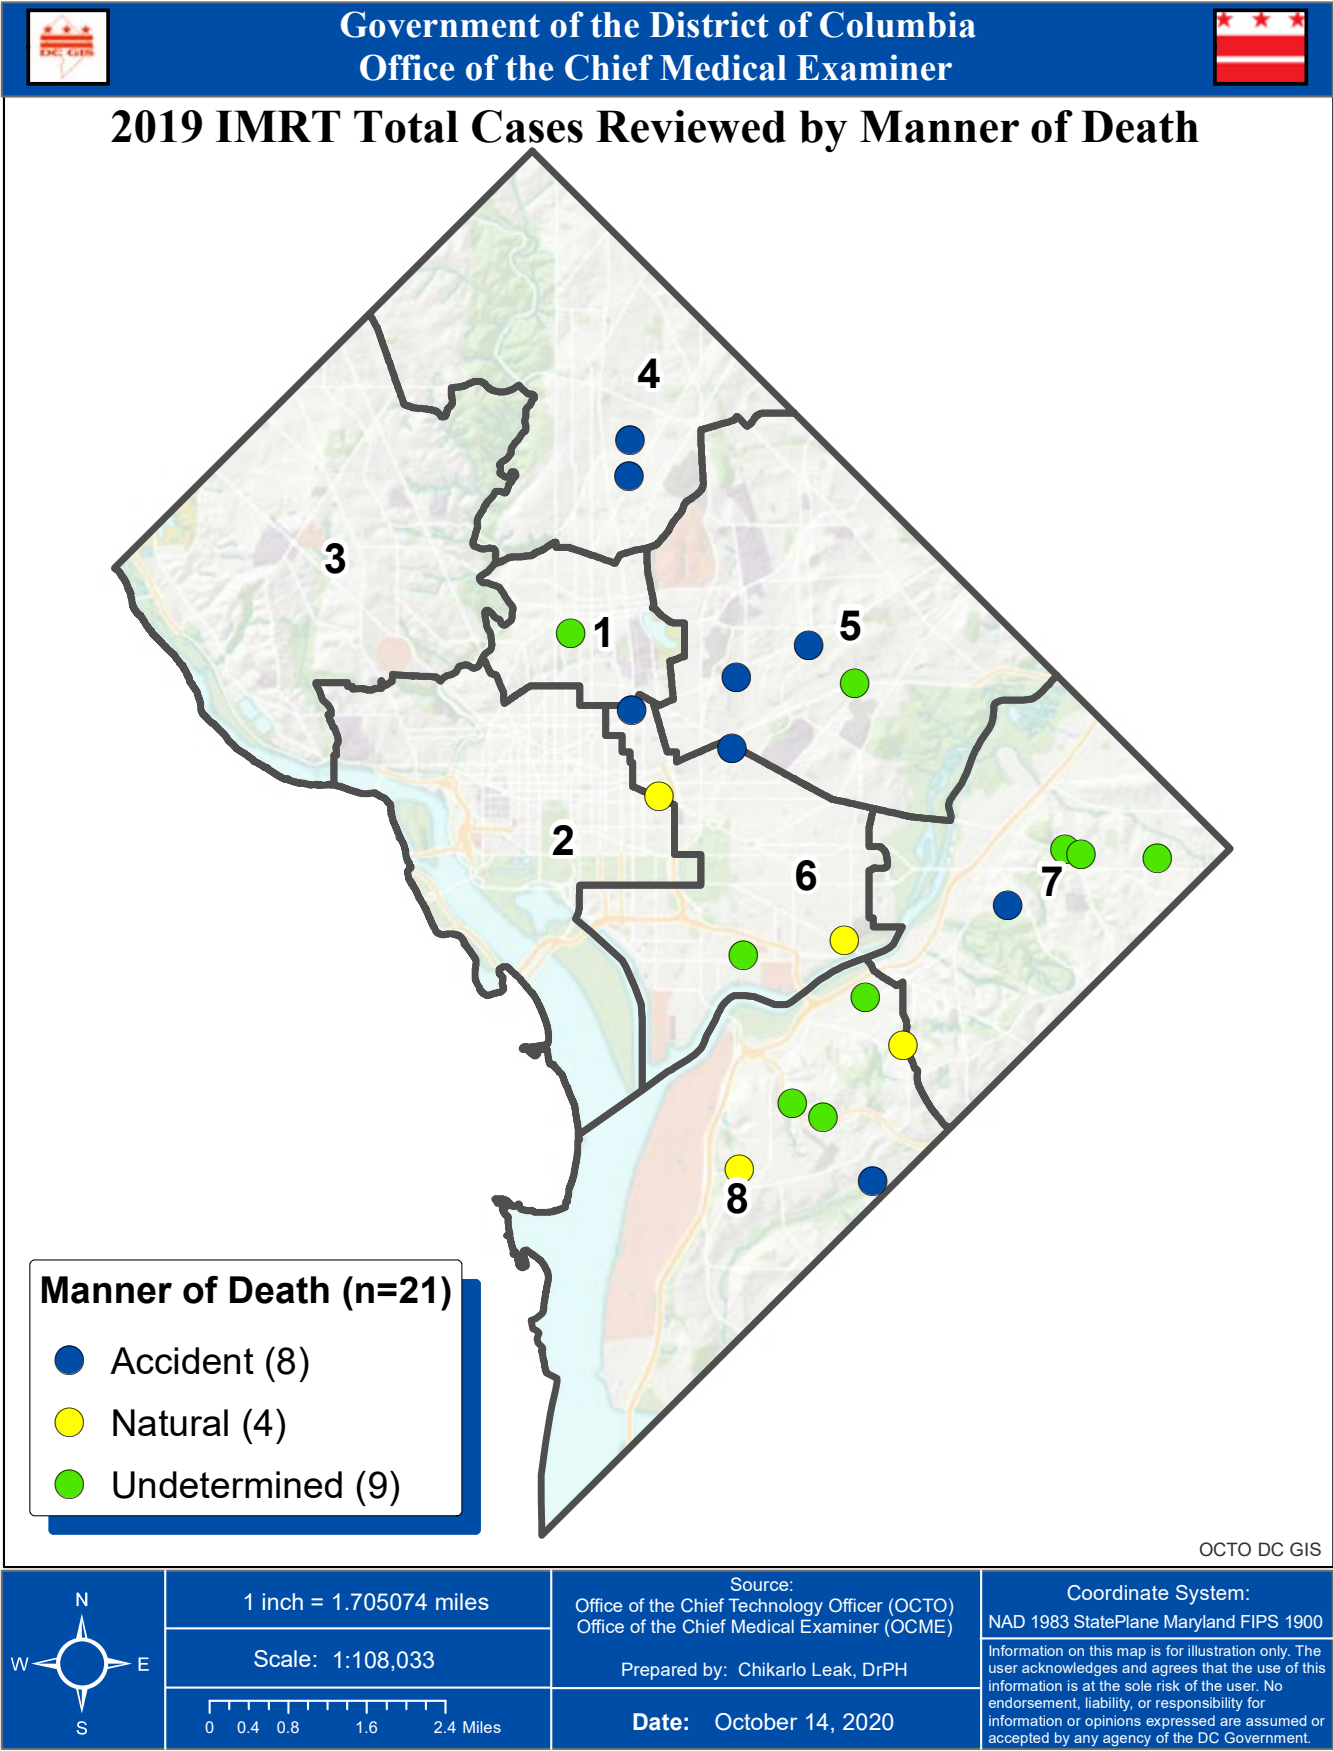 Government of the District of Columbia
Office of the Chief Medical Examiner
DC GIS
2019 IMRT Total Cases Reviewed by Manner of Death
4
3
1
5
2
6
7
8
Manner of Death (n=21)
Accident (8)
Natural (4)
Undetermined (9)
OCTO DC GIS
N
W E
S
1 inch = 1.705074 miles
Scale: 1:108,033
0 0.4 0.8 1.6 2.4 Miles
Source:
Office of the Chief Technology Officer (OCTO)
Office of the Chief Medical Examiner (OCME)
Prepared by: Chikarlo Leak, DrPH
Date: October 14, 2020
Coordinate System:
NAD 1983 StatePlane Maryland FIPS 1900
Information on this map is for illustration only. The
user acknowledges and agrees that the use of this
information is at the sole risk of the user. No
endorsement, liability, or responsibility for
information or opinions expressed are assumed or
accepted by any agency of the DC Government.